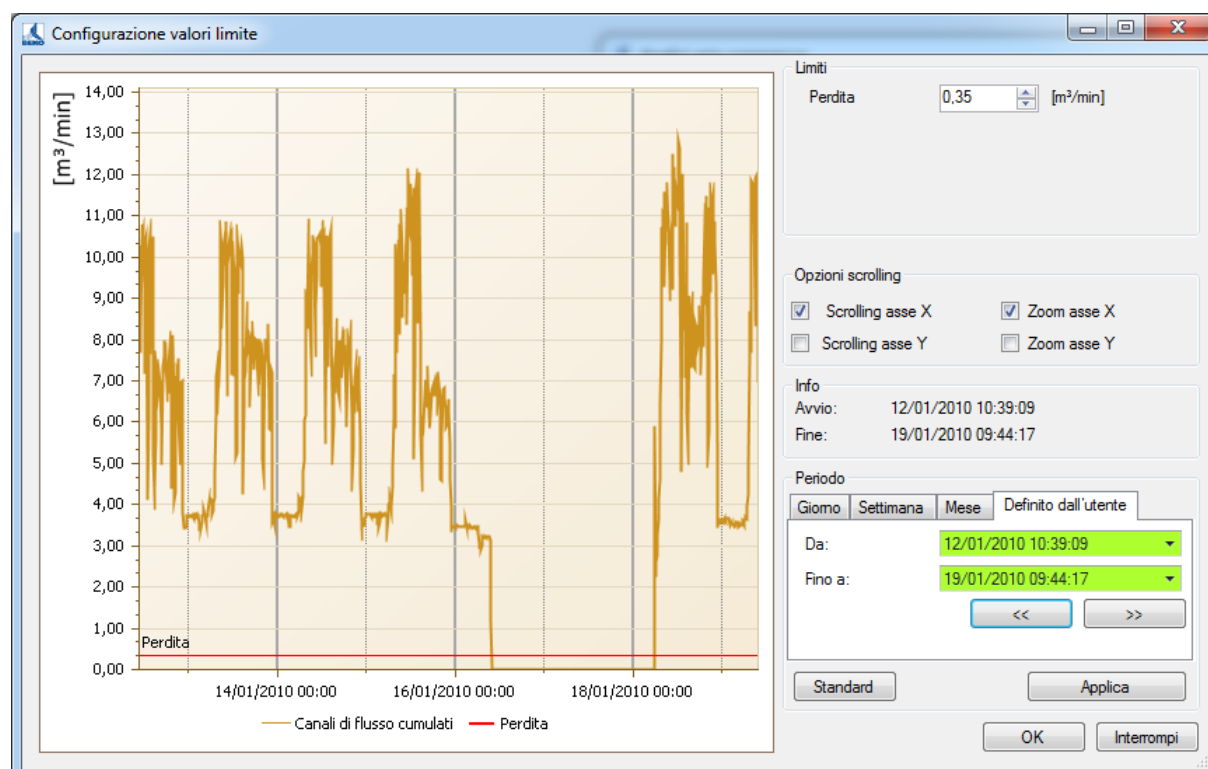 Configurazione valori limite
[m³/min]
14,00
13,00
12,00
11,00
10,00
9,00
8,00
7,00
6,00
5,00
4,00
3,00
2,00
1,00
0,00
Perdita
14/01/2010 00:00
16/01/2010 00:00
18/01/2010 00:00
Canali di flusso cumulati
Perdita
Limiti
Perdita 0,35 [m³/min]
Opzioni scrolling
Scrolling asse X Zoom asse X
Scrolling asse Y Zoom asse Y
Info
Avvio: 12/01/2010 10:39:09
Fine: 19/01/2010 09:44:17
Periodo
Giorno Settimana Mese Definito dall'utente
Da: 12/01/2010 10:39:09
Fino a: 19/01/2010 09:44:17
<< >>
Standard Applica
OK Interrompi